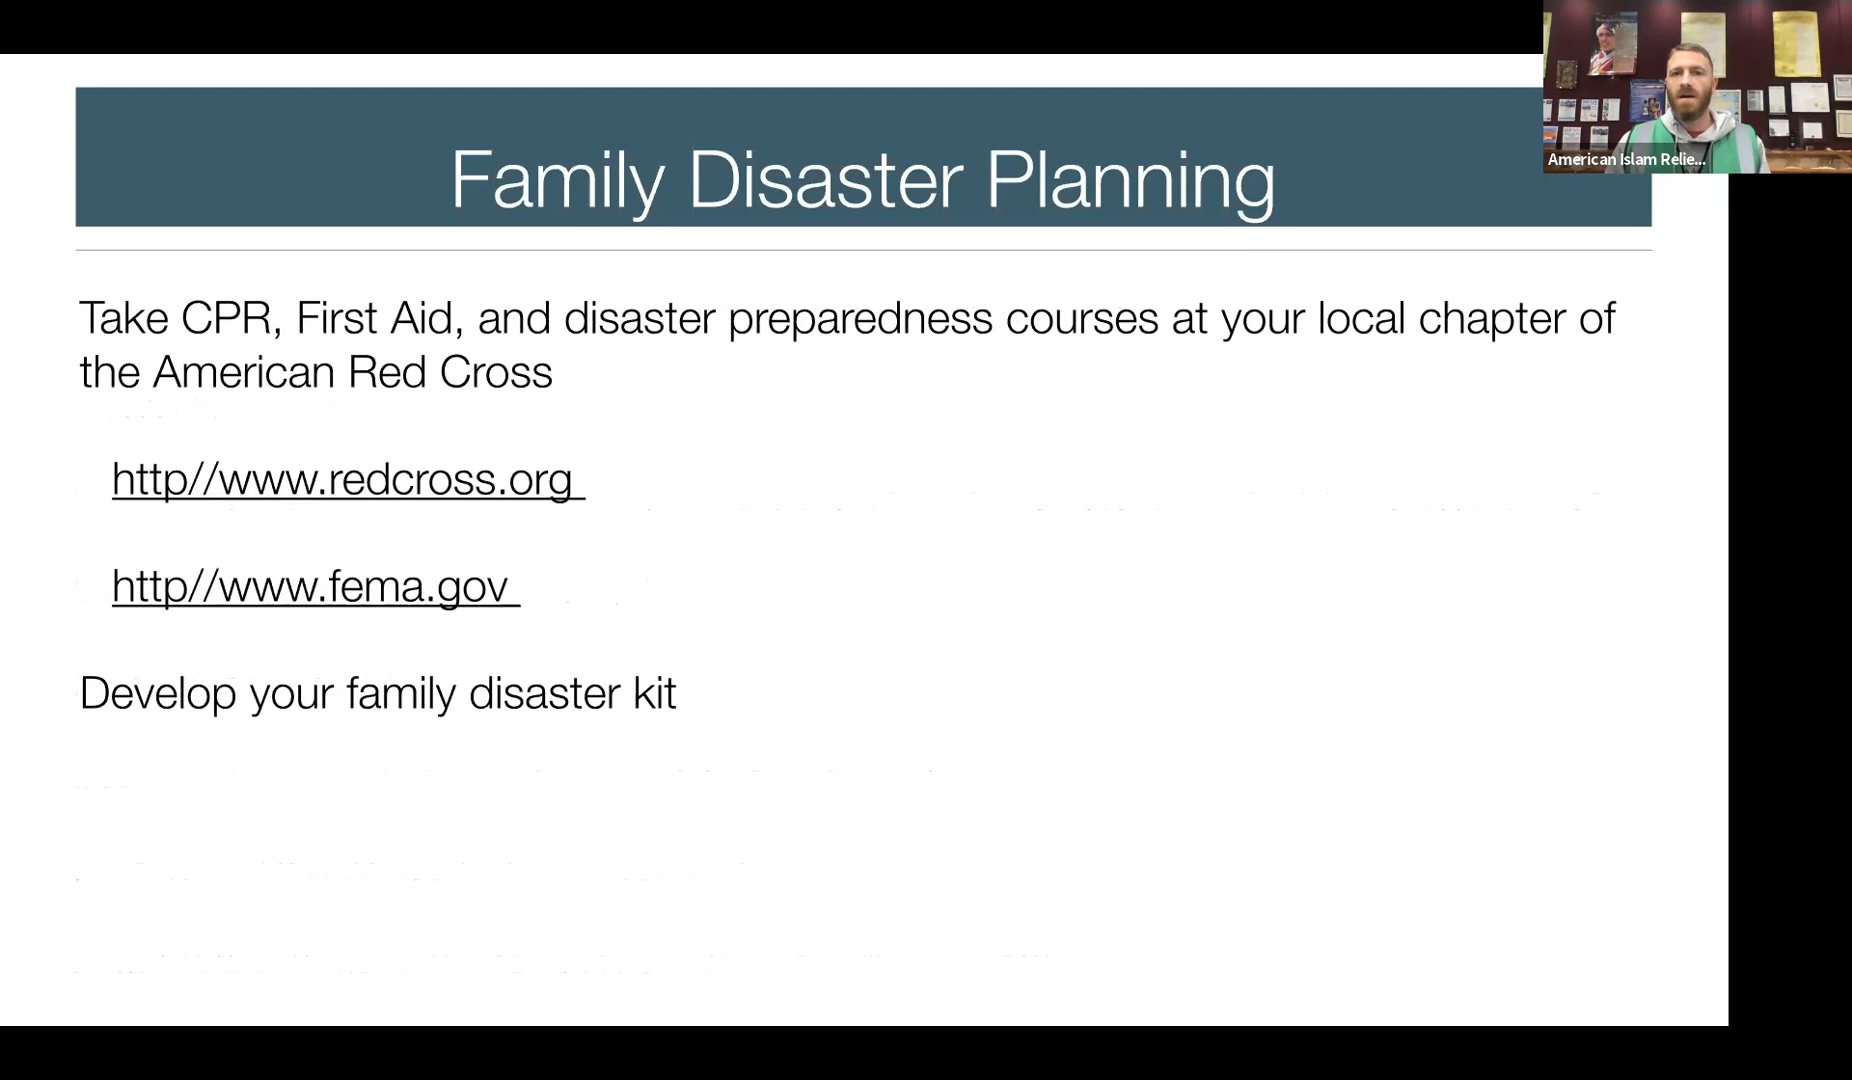 Family Disaster Planning
American Islam Relie...
Take CPR, First Aid, and disaster preparedness courses at your local chapter of
the American Red Cross
http//www.redcross.org
http//www.fema.gov
Develop your family disaster kit